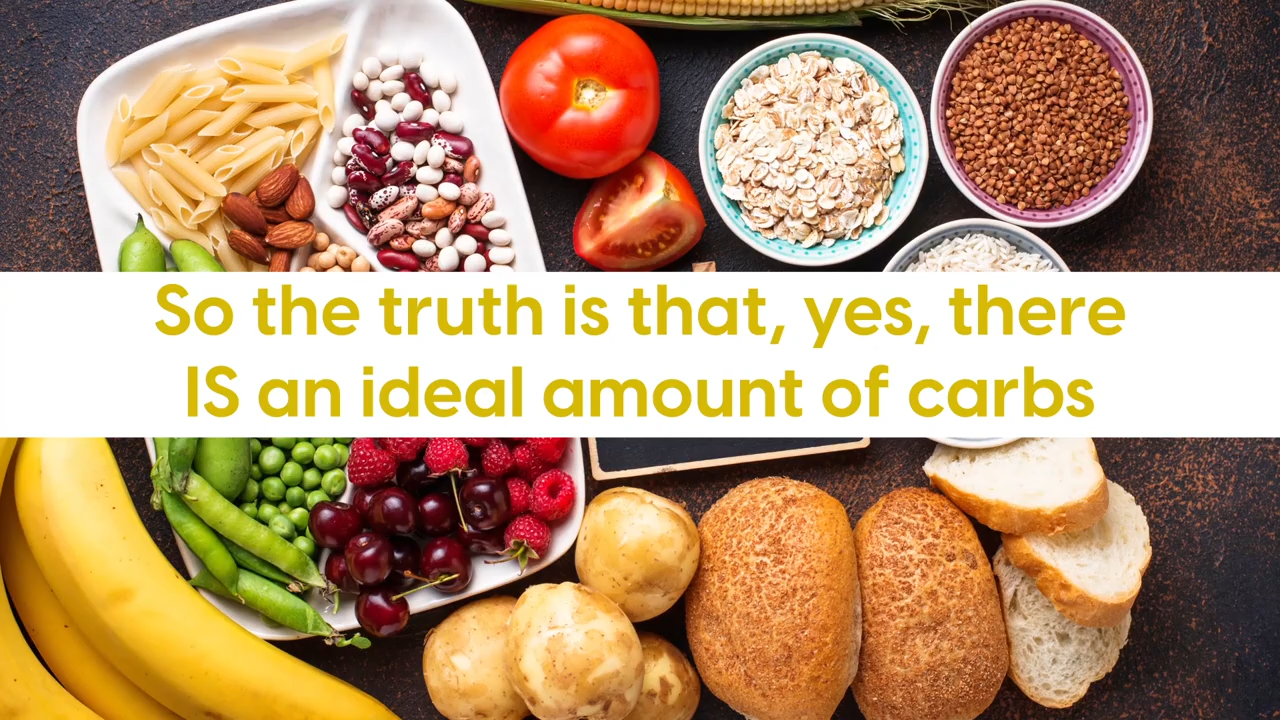 So the truth is that, yes, there
IS an ideal amount of carbs